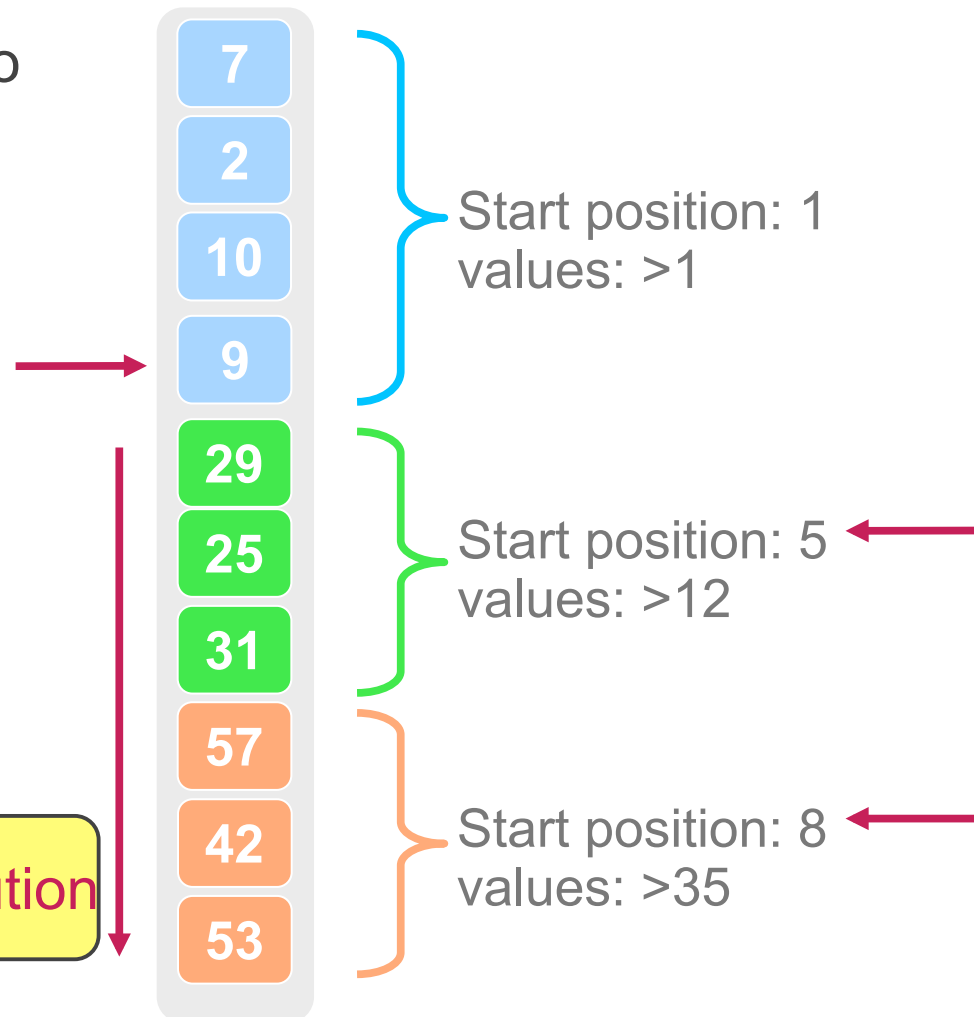 7
2
10
9
Start position: 1
values: >1
29
25
31
Start position: 5
values: >12
57
42
53
Start position: 8
values: >35